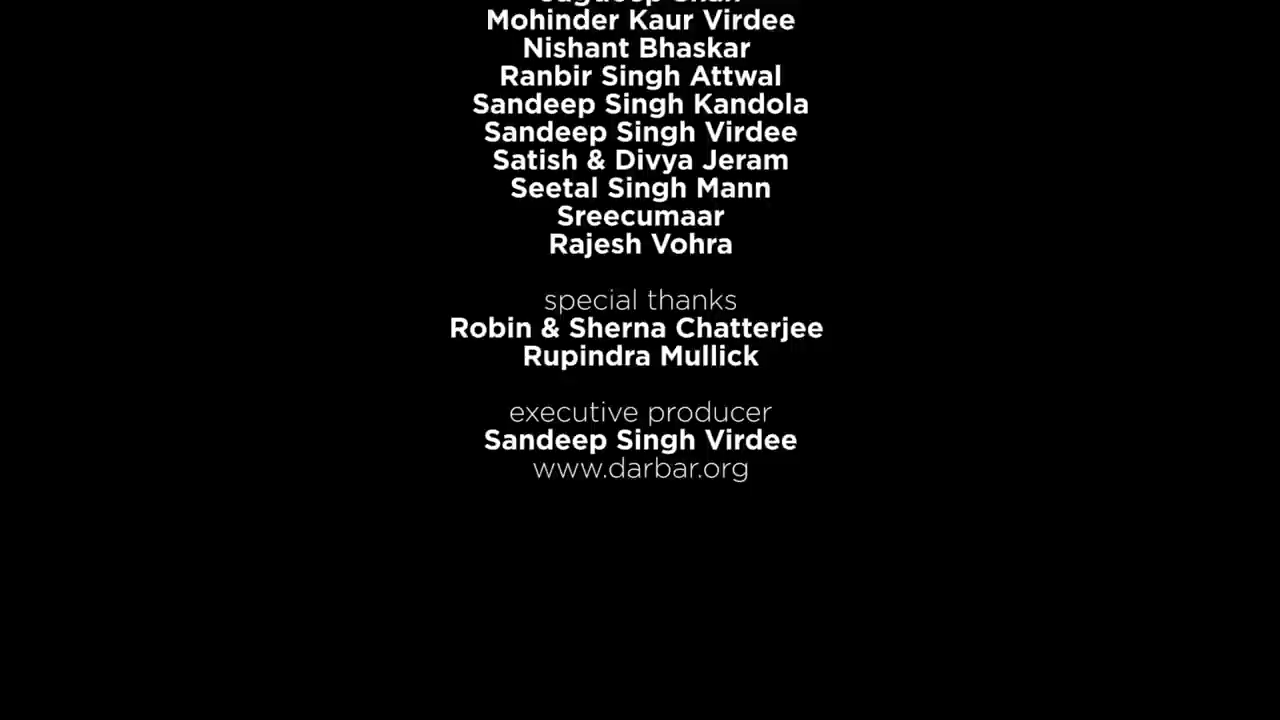 Mohinder Kaur Virdee
Nishant Bhaskar
Ranbir Singh Attwal
Sandeep Singh Kandola
Sandeep Singh Virdee
Satish & Divya Jeram
Seetal Singh Mann
Sreecumaar
Rajesh Vohra
special thanks
Robin & Sherna Chatterjee
Rupindra Mullick
executive producer
Sandeep Singh Virdee
www.darbar.org